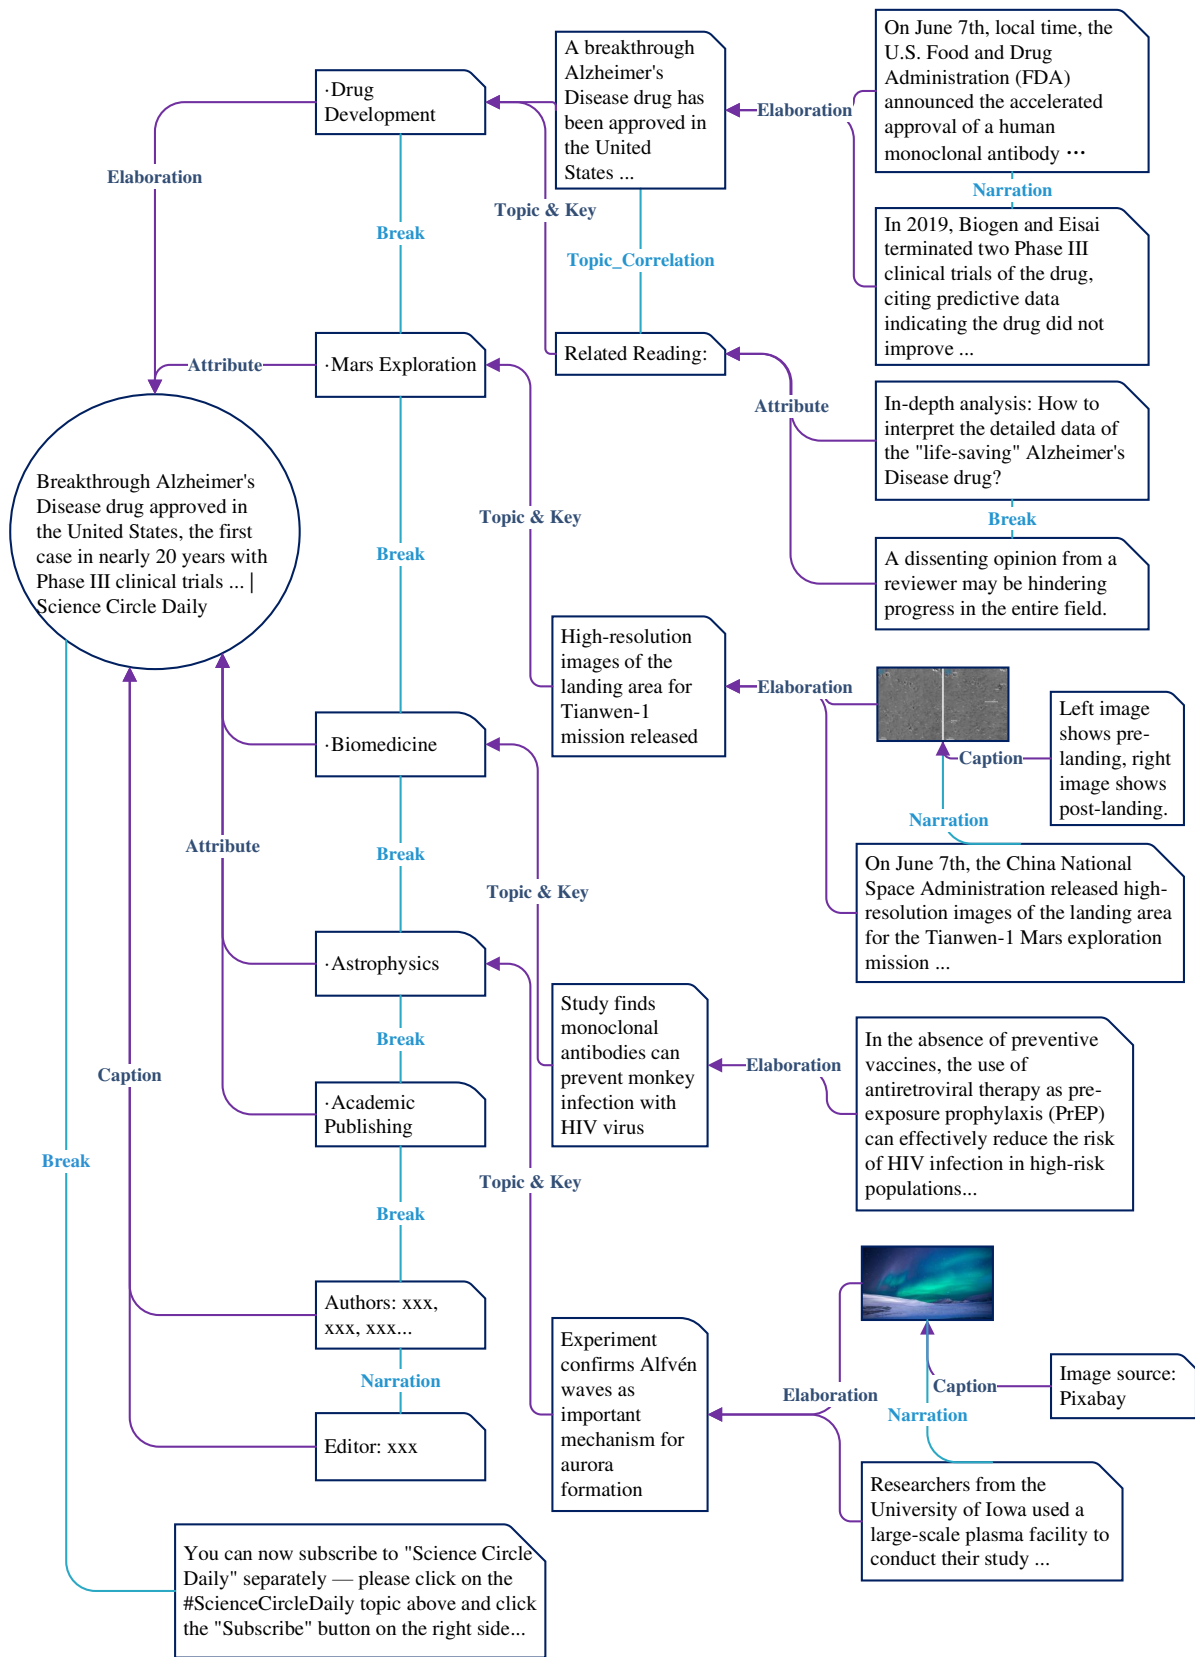 Breakthrough Alzheimer's
Disease drug approved in
the United States, the first
case in nearly 20 years with
Phase III clinical trials ... |
Science Circle Daily
Elaboration
Attribute
Attribute
Caption
Break
·Drug
Development
Break
·Mars Exploration
Break
·Biomedicine
Break
·Astrophysics
Break
·Academic
Publishing
Break
Authors: xxx,
xxx, xxx...
Narration
Editor: xxx
You can now subscribe to "Science Circle
Daily" separately — please click on the
#ScienceCircleDaily topic above and click
the "Subscribe" button on the right side...
Topic & Key
A breakthrough
Alzheimer's
Disease drug has
been approved in
the United
States ...
Topic_Correlation
Related Reading:
Elaboration
On June 7th, local time, the
U.S. Food and Drug
Administration (FDA)
announced the accelerated
approval of a human
monoclonal antibody ···
Narration
In 2019, Biogen and Eisai
terminated two Phase III
clinical trials of the drug,
citing predictive data
indicating the drug did not
improve ...
Attribute
In-depth analysis: How to
interpret the detailed data of
the "life-saving" Alzheimer's
Disease drug?
Break
A dissenting opinion from a
reviewer may be hindering
progress in the entire field.
Topic & Key
High-resolution
images of the
landing area for
Tianwen-1
mission released
Elaboration
Caption
Left image
shows pre-
landing, right
image shows
post-landing.
Narration
On June 7th, the China National
Space Administration released high-
resolution images of the landing area
for the Tianwen-1 Mars exploration
mission ...
Topic & Key
Study finds
monoclonal
antibodies can
prevent monkey
infection with
HIV virus
Elaboration
In the absence of preventive
vaccines, the use of
antiretroviral therapy as pre-
exposure prophylaxis (PrEP)
can effectively reduce the risk
of HIV infection in high-risk
populations...
Topic & Key
Experiment
confirms Alfvén
waves as
important
mechanism for
aurora
formation
Elaboration
Caption
Image source:
Pixabay
Narration
Researchers from the
University of Iowa used a
large-scale plasma facility to
conduct their study ...